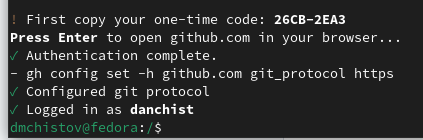 ! First copy your one-time code: 26CB-2EA3
Press Enter to open github.com in your browser...
✓ Authentication complete.
- gh config set -h github.com git_protocol https
✓ Configured git protocol
✓ Logged in as danchist
dmchistov@fedora:/$